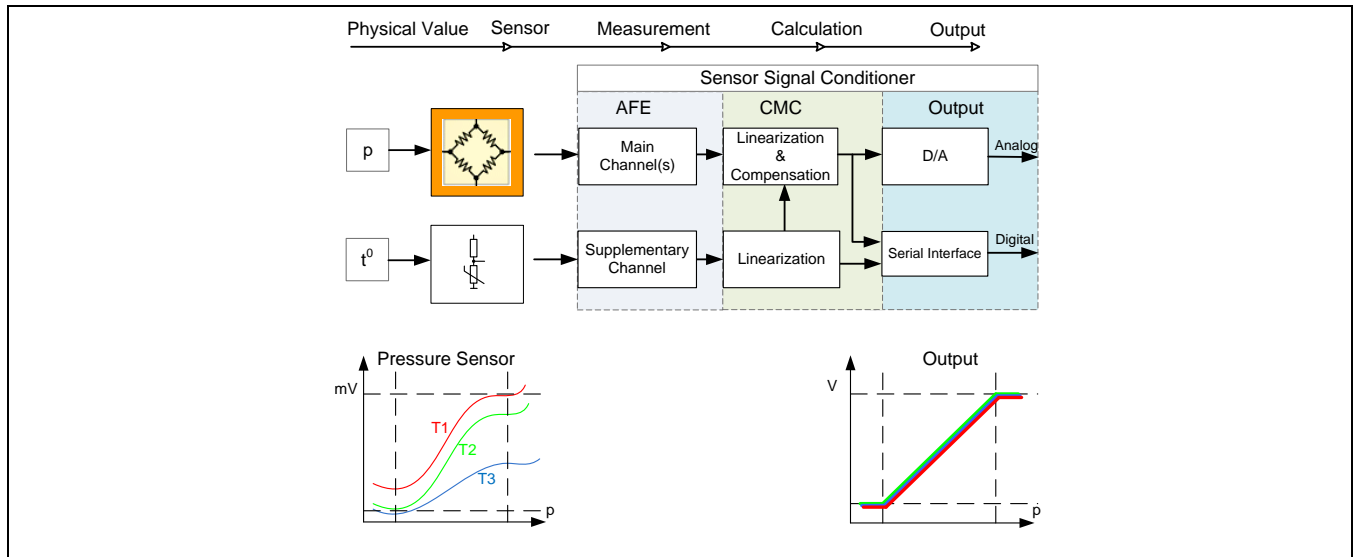 Physical Value Sensor Measurement Calculation Output
Sensor Signal Conditioner
AFE CMC Output
p
Main
Channel(s)
Linearization
&
Compensation
D/A
Analog
t⁰
Supplementary
Channel
Linearization
Serial Interface
Digital
Pressure Sensor
mV
T1
T2
T3
p
Output
V
p